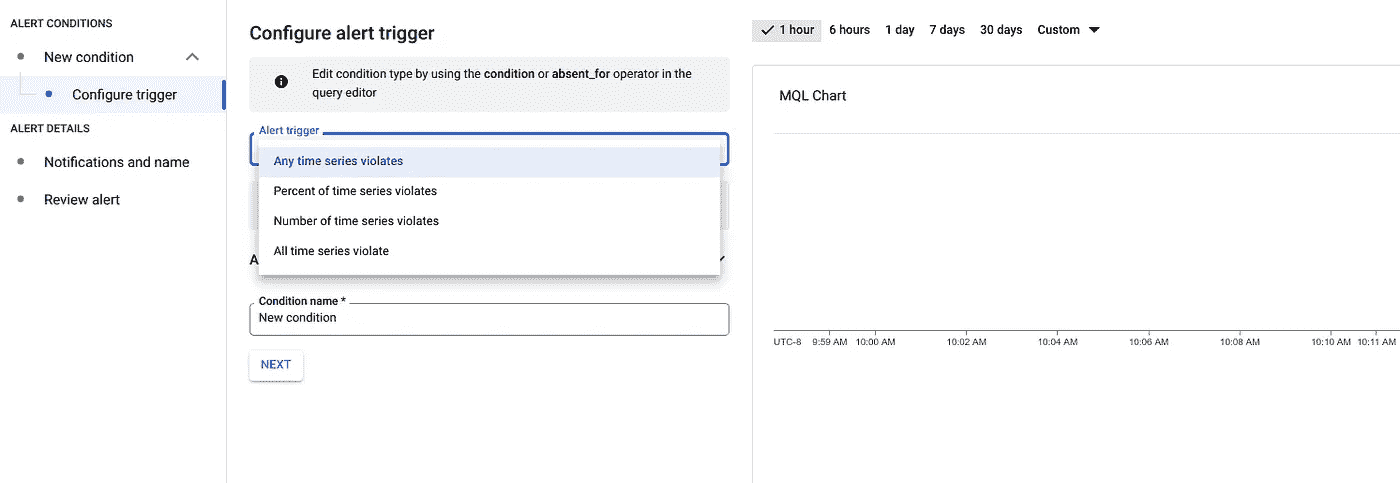 ALERT CONDITIONS
New condition
Configure trigger
ALERT DETAILS
Notifications and name
Review alert
Configure alert trigger
Edit condition type by using the condition or absent_for operator in the
query editor
Alert trigger
Any time series violates
Percent of time series violates
Number of time series violates
All time series violate
Condition name *
New condition
NEXT
1 hour 6 hours 1 day 7 days 30 days Custom
MQL Chart
UTC-8 9:59 AM 10:00 AM 10:02 AM 10:04 AM 10:06 AM 10:08 AM 10:10 AM 10:11 AM